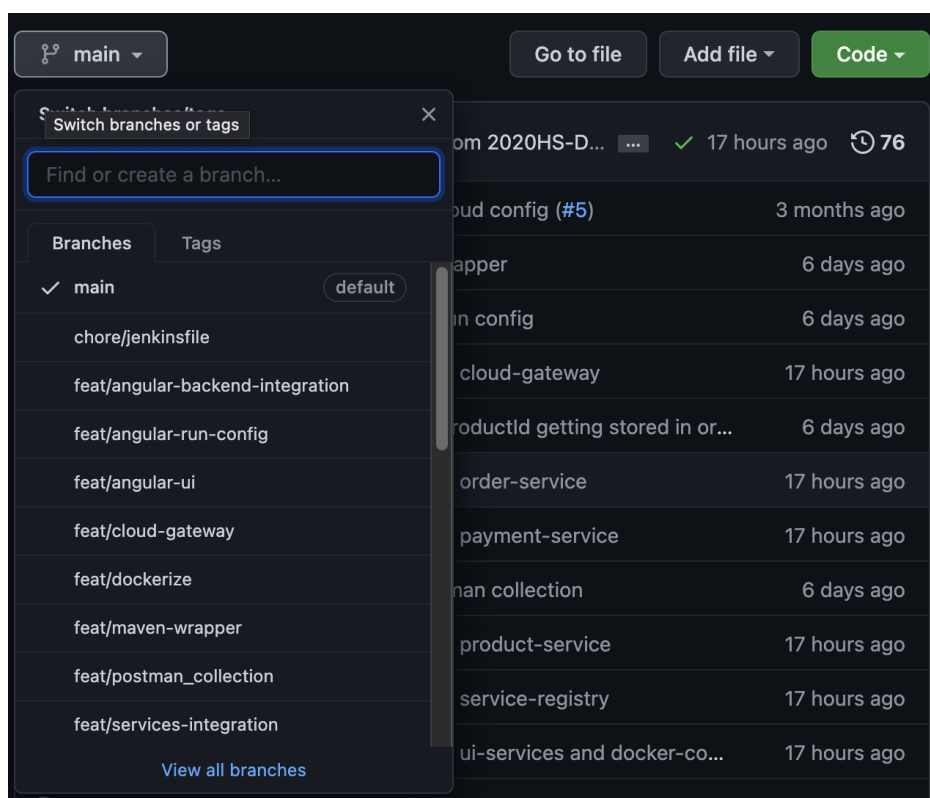 main
Go to file
Add file
Code
Switch branches/tags
Switch branches or tags
Find or create a branch...
Branches
Tags
main
default
chore/jenkinsfile
feat/angular-backend-integration
feat/angular-run-config
feat/angular-ui
feat/cloud-gateway
feat/dockerize
feat/maven-wrapper
feat/postman_collection
feat/services-integration
View all branches
om 2020HS-D... ... 17 hours ago 76
oud config (#5) 3 months ago
apper 6 days ago
un config 6 days ago
cloud-gateway 17 hours ago
roductId getting stored in or... 6 days ago
order-service 17 hours ago
payment-service 17 hours ago
man collection 6 days ago
product-service 17 hours ago
service-registry 17 hours ago
ui-services and docker-co... 17 hours ago